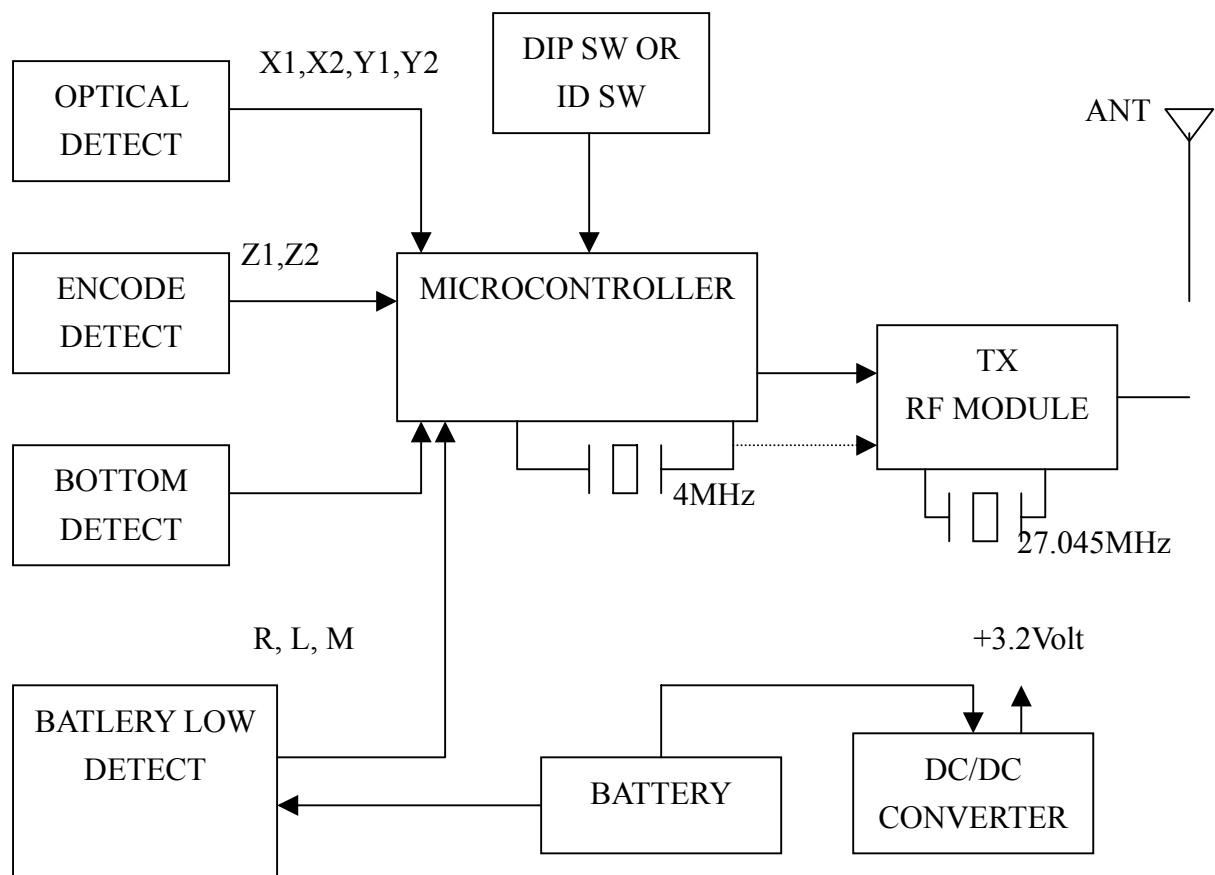 X1,X2,Y1,Y2
DIP SW OR
ID SW
OPTICAL
DETECT
ANT
Z1,Z2
ENCODE
DETECT
MICROCONTROLLER
TX
RF MODULE
BOTTOM
DETECT
4MHz
27.045MHz
R, L, M
+3.2Volt
BATLERY LOW
DETECT
BATTERY
DC/DC
CONVERTER